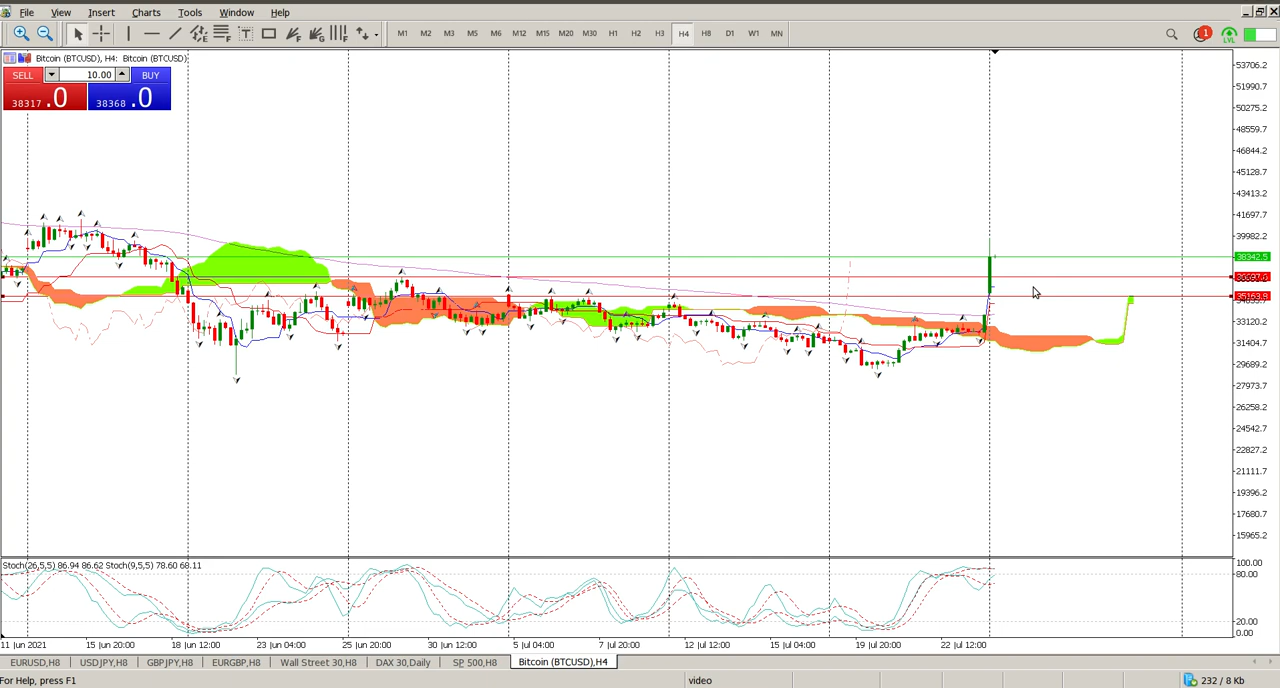 File View Insert Charts Tools Window Help
M1 M2 M3 M5 M6 M12 M15 M20 M30 H1 H2 H3 H4 H8 D1 W1 MN
1
LVL
Bitcoin (BTCUSD), H4: Bitcoin (BTCUSD)
SELL 10.00 BUY
38317 .0 38368 .0
53706.2
51990.7
50275.2
48559.7
46844.2
45128.7
43413.2
41697.7
39982.2
38342.5
35163.9
33120.2
31404.7
29689.2
27973.7
26258.2
24542.7
22827.2
21111.7
19396.2
17680.7
15965.2
Stoch(26,5,5) 86.94 86.62 Stoch(9,5,5) 78.60 68.11
100.00
80.00
20.00
0.00
11 Jun 2021 15 Jun 20:00 18 Jun 12:00 23 Jun 04:00 25 Jun 20:00 30 Jun 12:00 5 Jul 04:00 7 Jul 20:00 12 Jul 12:00 15 Jul 04:00 19 Jul 20:00 22 Jul 12:00
EURUSD,H8 USDJPY,H8 GBPJPY,H8 EURGBP,H8 Wall Street 30,H8 DAX 30,Daily SP 500,H8 Bitcoin (BTCUSD),H4
For Help, press F1 video 232 / 8 Kb